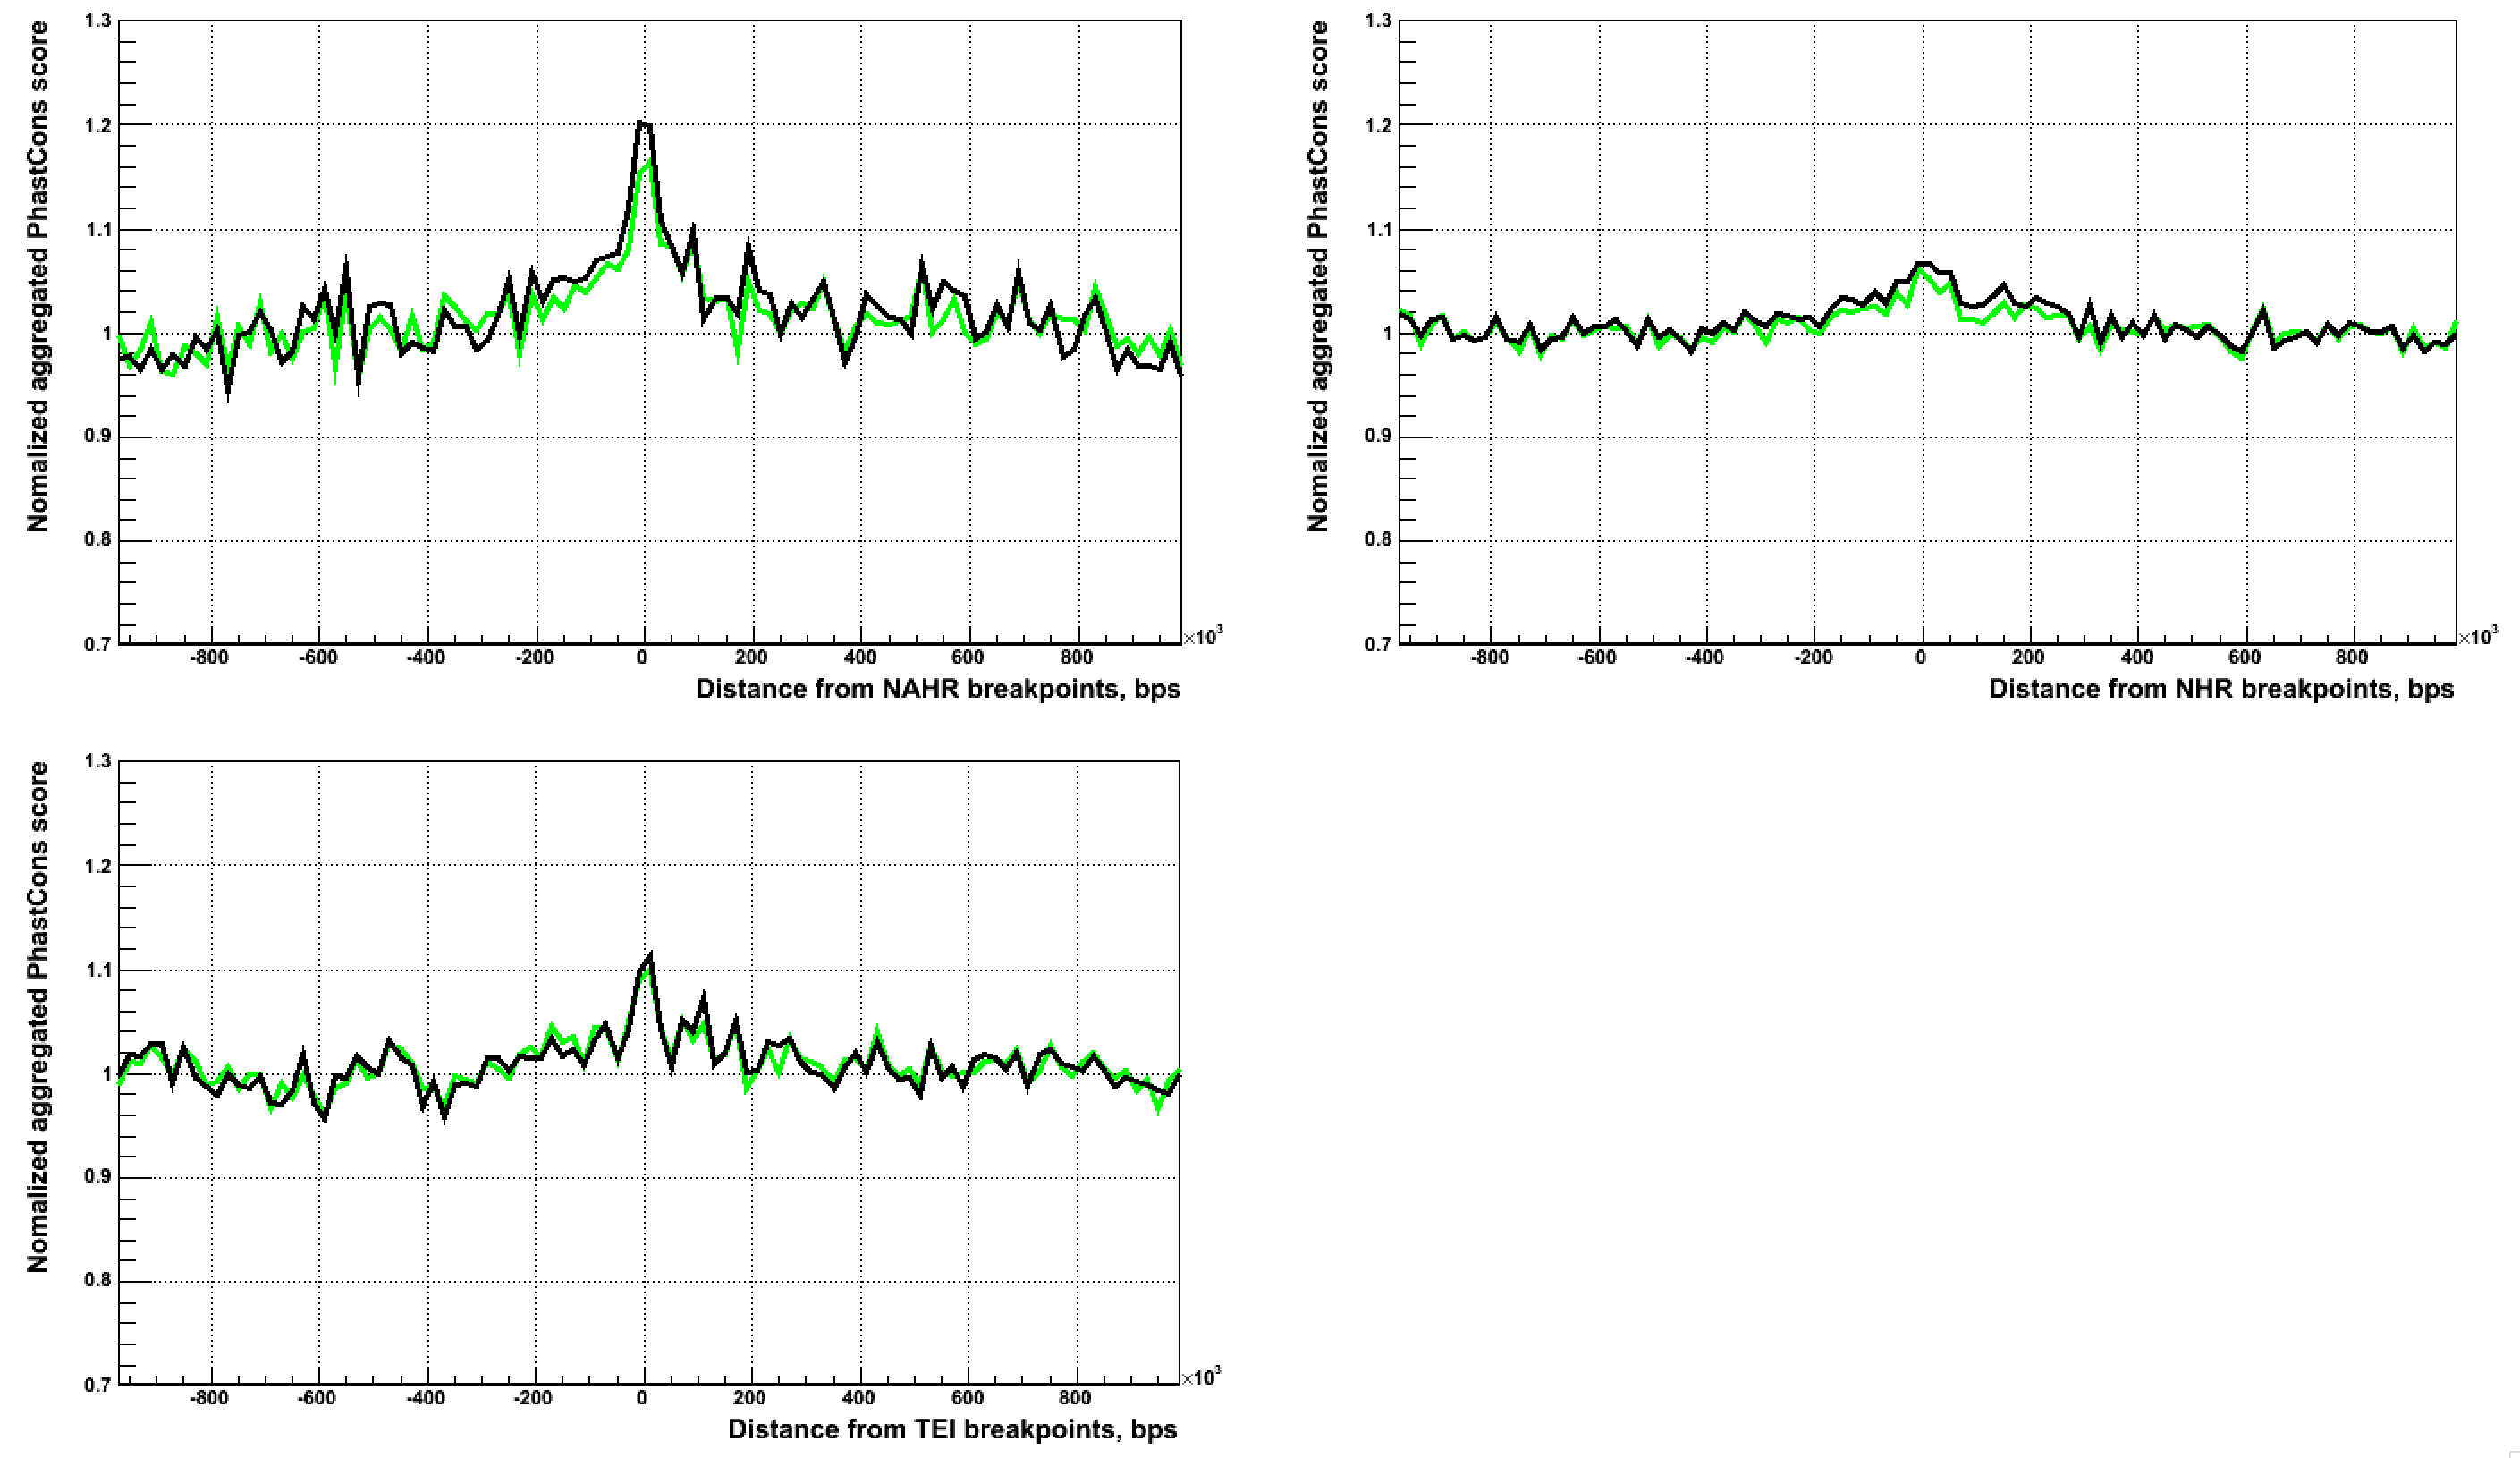 Nomalized aggregated PhastCons score
1.3
1.2
1.1
1
0.9
0.8
0.7
-800 -600 -400 -200 0 200 400 600 800
×10³
Distance from NAHR breakpoints, bps
Nomalized aggregated PhastCons score
1.3
1.2
1.1
1
0.9
0.8
0.7
-800 -600 -400 -200 0 200 400 600 800
×10³
Distance from NHR breakpoints, bps
Nomalized aggregated PhastCons score
1.3
1.2
1.1
1
0.9
0.8
0.7
-800 -600 -400 -200 0 200 400 600 800
×10³
Distance from TEI breakpoints, bps